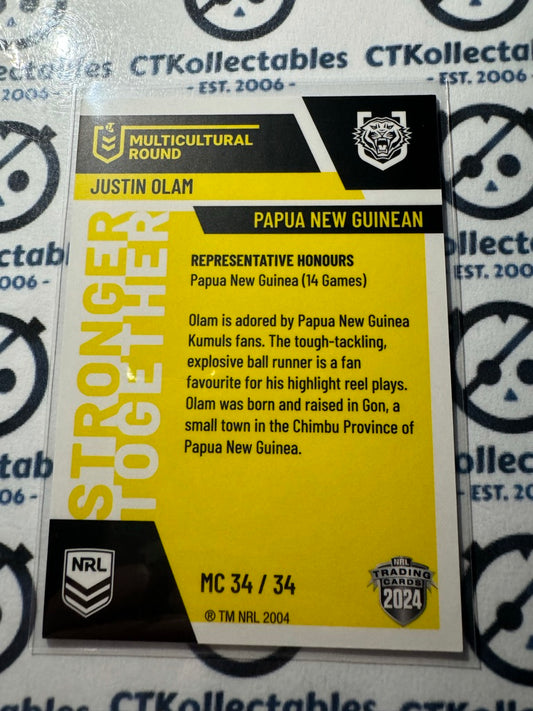 CTKollectables
- EST. 2006 -
MULTICULTURAL
ROUND
JUSTIN OLAM
PAPUA NEW GUINEAN
STRONGER
TOGETHER
REPRESENTATIVE HONOURS
Papua New Guinea (14 Games)
Olam is adored by Papua New Guinea
Kumuls fans. The tough-tackling,
explosive ball runner is a fan
favourite for his highlight reel plays.
Olam was born and raised in Gon, a
small town in the Chimbu Province of
Papua New Guinea.
NRL
MC 34 / 34
® TM NRL 2004
NRL
TRADING
CARDS
2024
CTKollectables
CTKollectables